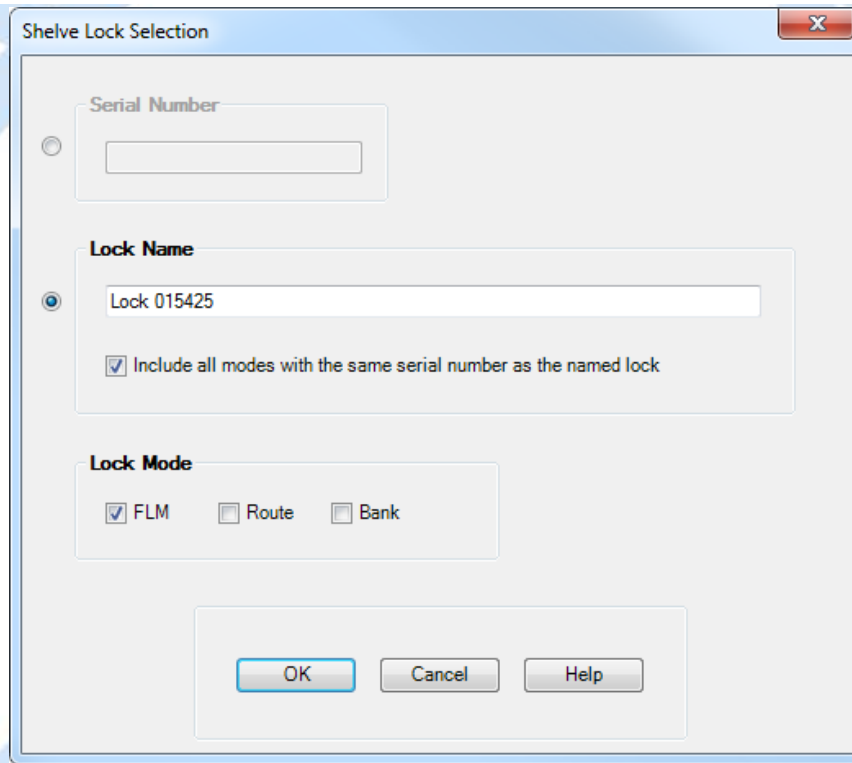 Shelve Lock Selection
Serial Number
Lock Name
Lock 015425
Include all modes with the same serial number as the named lock
Lock Mode
FLM Route Bank
OK Cancel Help